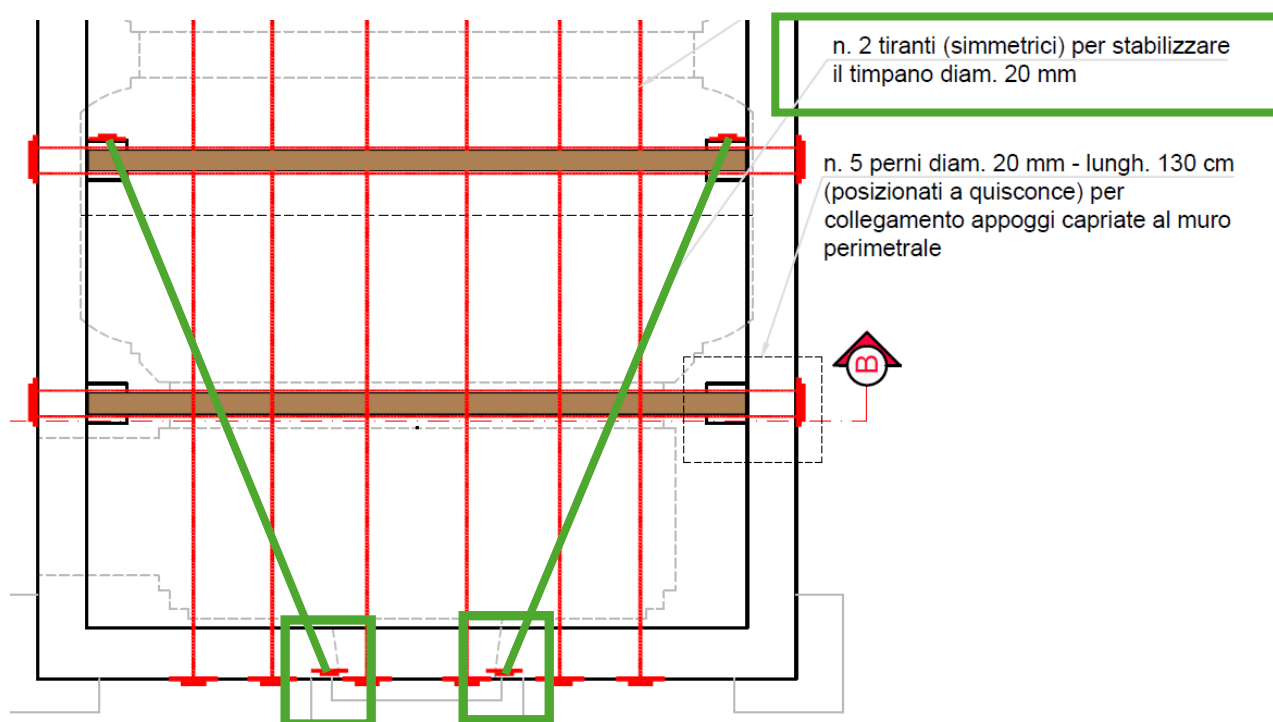 n. 2 tiranti (simmetrici) per stabilizzare
il timpano diam. 20 mm
n. 5 perni diam. 20 mm - lungh. 130 cm
(posizionati a quisconce) per
collegamento appoggi capriate al muro
perimetrale
B